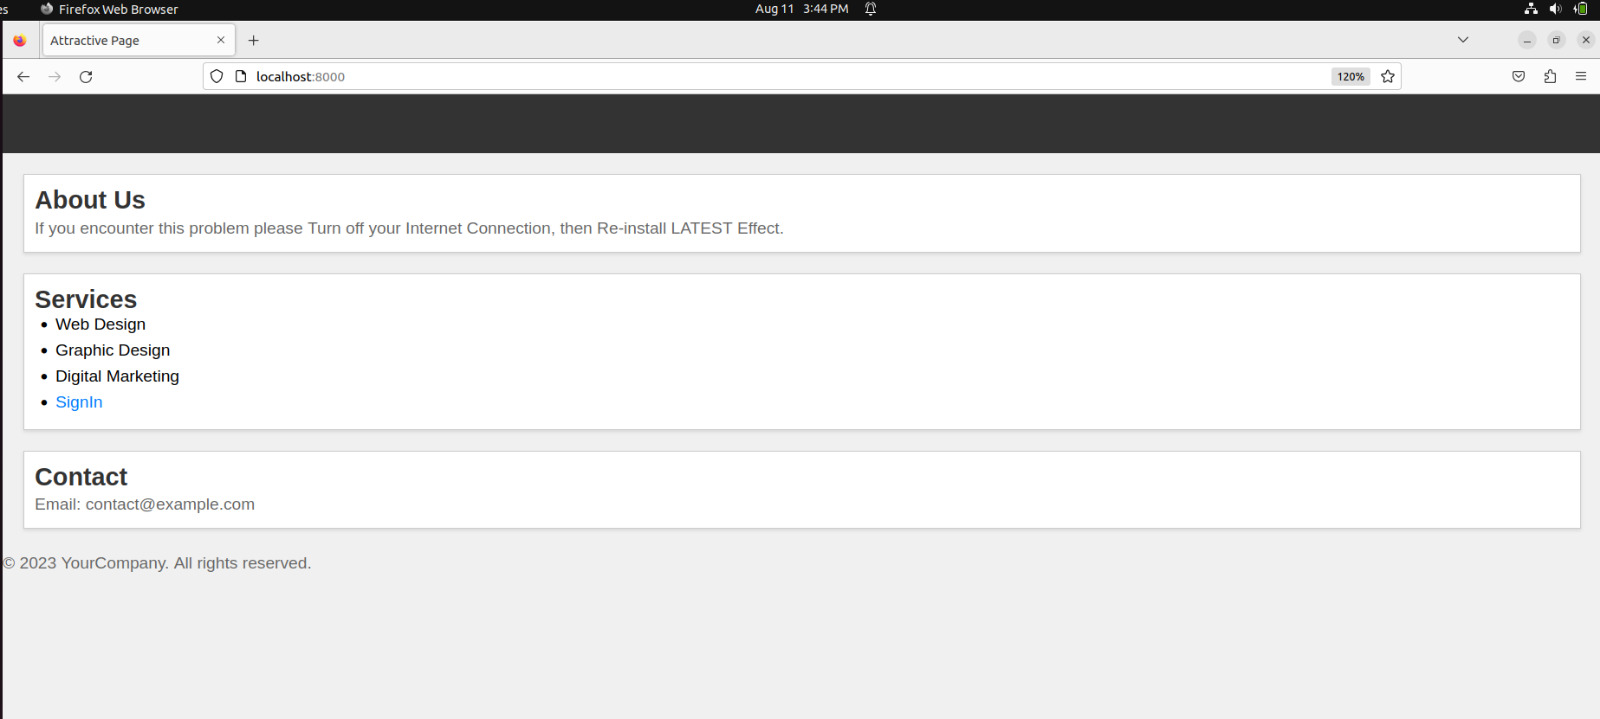 es Firefox Web Browser Aug 11 3:44 PM
Attractive Page
localhost:8000 120%
About Us
If you encounter this problem please Turn off your Internet Connection, then Re-install LATEST Effect.
Services
Web Design
Graphic Design
Digital Marketing
SignIn
Contact
Email: contact@example.com
© 2023 YourCompany. All rights reserved.